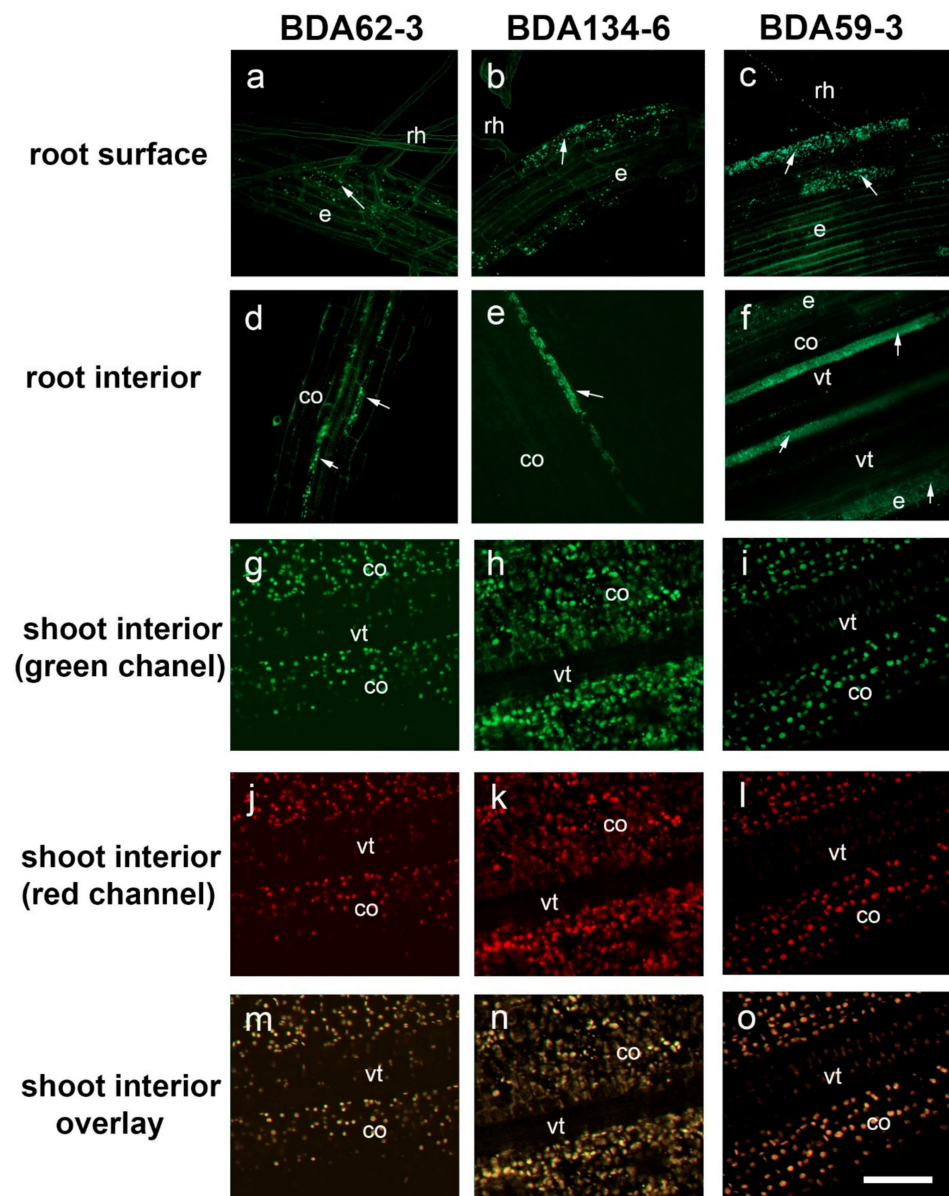 BDA62-3 BDA134-6 BDA59-3
root surface
a rh e
b rh e
c rh e
root interior
d co
e co
f e co vt vt e
shoot interior
(green chanel)
g co vt co
h co vt
i vt co
shoot interior
(red channel)
j vt co
k co vt
l vt co
shoot interior
overlay
m vt co
n co vt
o vt co